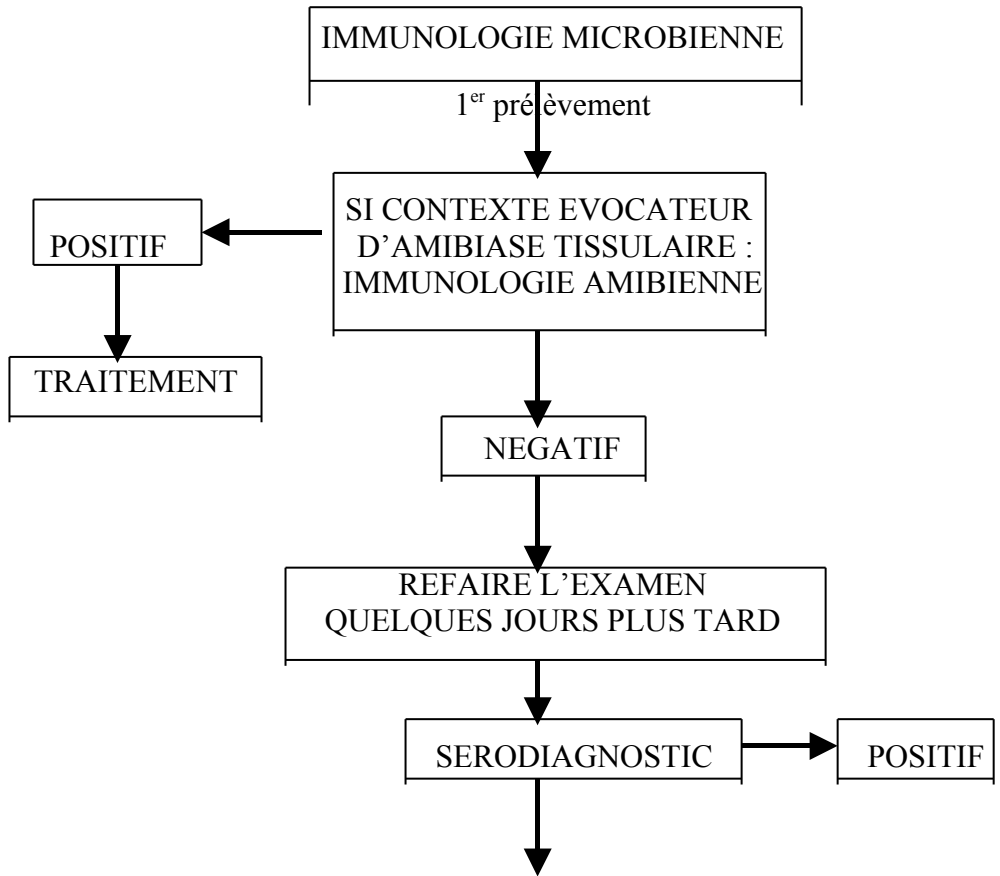 IMMUNOLOGIE MICROBIENNE
1er prélèvement
SI CONTEXTE EVOCATEUR
D’AMIBIASE TISSULAIRE :
IMMUNOLOGIE AMIBIENNE
POSITIF
TRAITEMENT
NEGATIF
REFAIRE L’EXAMEN
QUELQUES JOURS PLUS TARD
SERODIAGNOSTIC
POSITIF